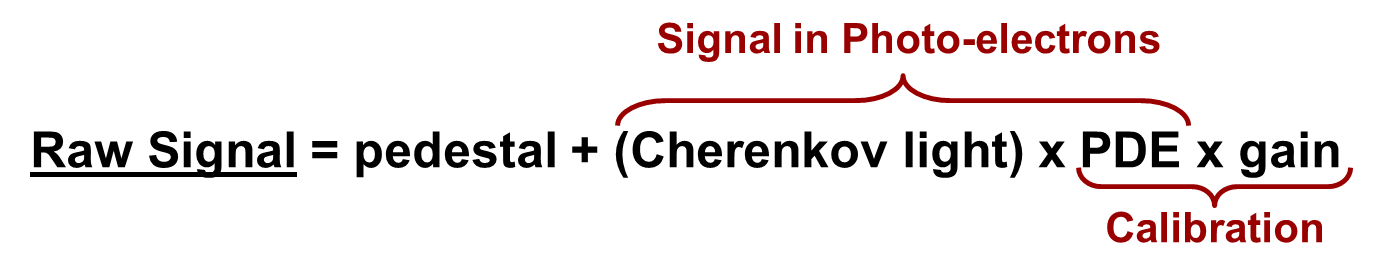 Signal in Photo-electrons
Raw Signal = pedestal + (Cherenkov light) x PDE x gain
Calibration